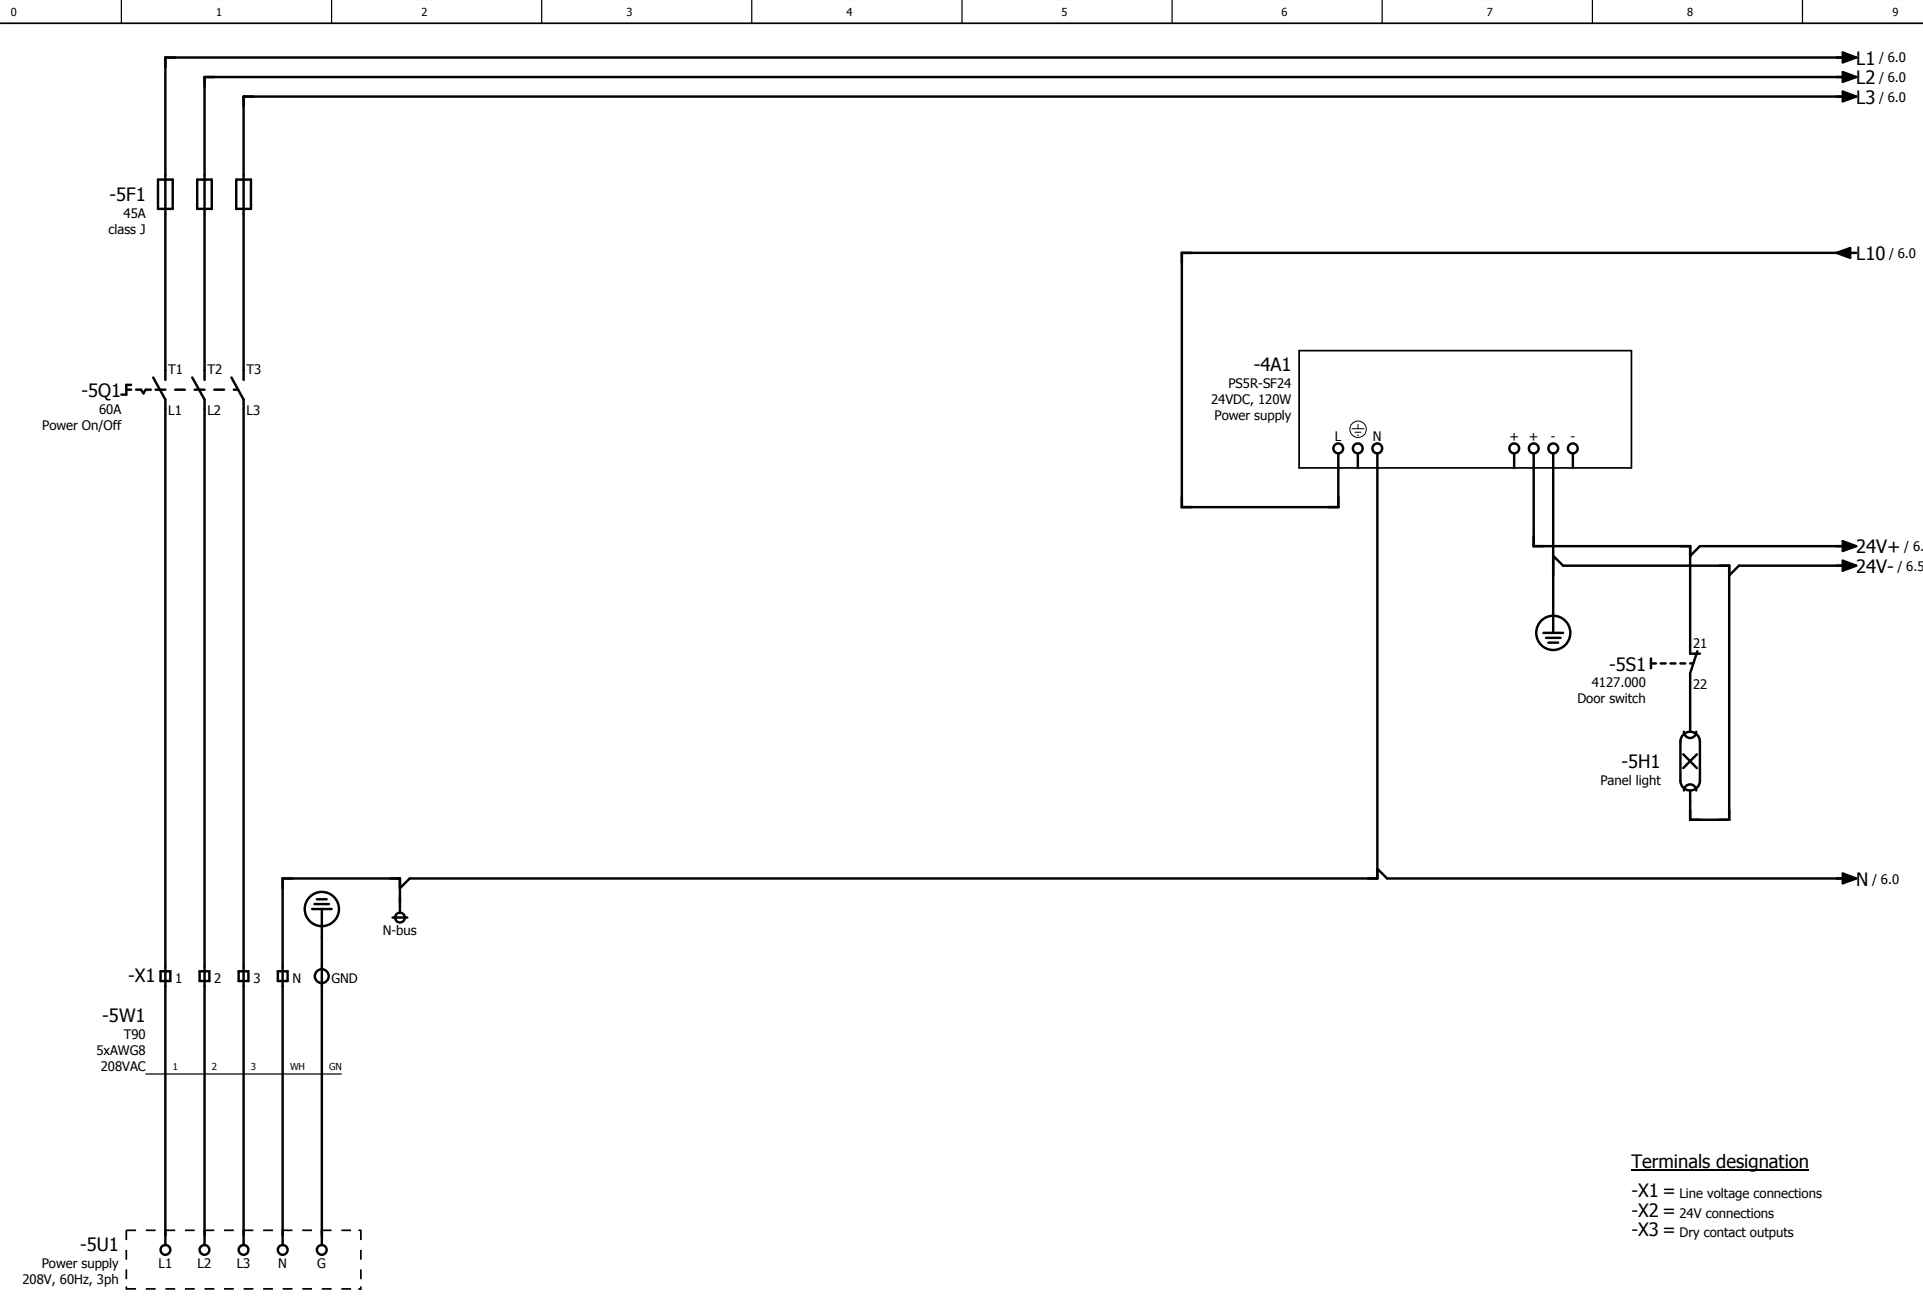 0 1 2 3 4 5 6 7 8 9
L1 / 6.0
L2 / 6.0
L3 / 6.0
-5F1
45A
class J
L10 / 6.0
-5Q1
60A
Power On/Off
T1 T2 T3
L1 L2 L3
-4A1
PS5R-SF24
24VDC, 120W
Power supply
L N + + - -
24V+ / 6.
24V- / 6.5
-5S1
4127.000
Door switch
21
22
-5H1
Panel light
N / 6.0
N-bus
-X1 1 2 3 N GND
-5W1
T90
5xAWG8
208VAC 1 2 3 WH GN
-5U1
Power supply
208V, 60Hz, 3ph
L1 L2 L3 N G
Terminals designation
-X1 = Line voltage connections
-X2 = 24V connections
-X3 = Dry contact outputs